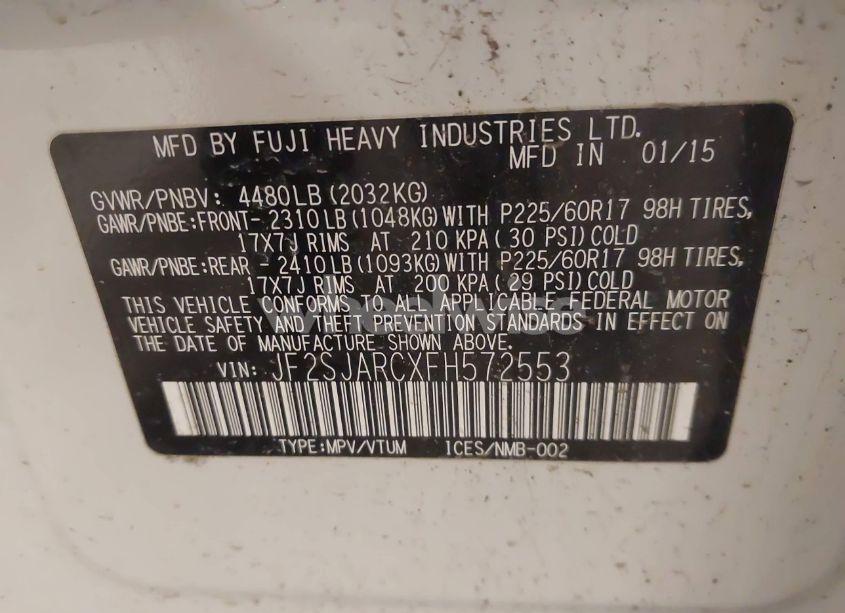 MFD BY FUJI HEAVY INDUSTRIES LTD.
MFD IN 01/15
GVWR/PNBV: 4480LB(2032KG)
GAWR/PNBE:FRONT-2310LB(1048KG)WITH P225/60R17 98H TIRES,
17X7J RIMS AT 210 KPA(30 PSI)COLD
GAWR/PNBE:REAR -2410LB(1093KG)WITH P225/60R17 98H TIRES,
17X7J RIMS AT 200 KPA(29 PSI)COLD
THIS VEHICLE CONFORMS TO ALL APPLICABLE FEDERAL MOTOR
VEHICLE SAFETY AND THEFT PREVENTION STANDARDS IN EFFECT ON
THE DATE OF MANUFACTURE SHOWN ABOVE.
VIN: JF2SJARCXFH572553
TYPE:MPV/VTUM ICES/NMB-002